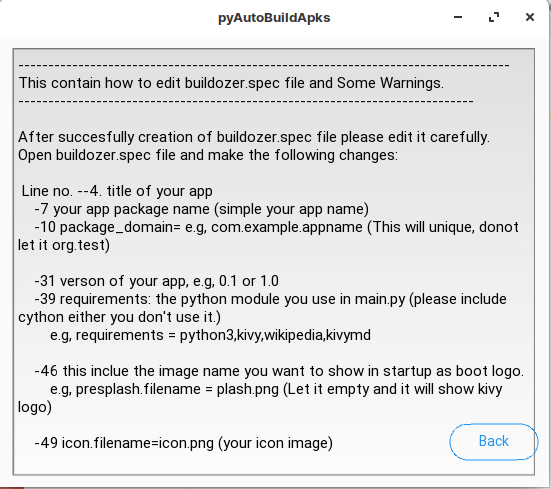 pyAutoBuildApks
------------------------------------------------------------------------------------
This contain how to edit buildozer.spec file and Some Warnings.
------------------------------------------------------------------------------
After succesfully creation of buildozer.spec file please edit it carefully.
Open buildozer.spec file and make the following changes:
Line no. --4. title of your app
-7 your app package name (simple your app name)
-10 package_domain= e.g, com.example.appname (This will unique, donot
let it org.test)
-31 verson of your app, e.g, 0.1 or 1.0
-39 requirements: the python module you use in main.py (please include
cython either you don't use it.)
e.g, requirements = python3,kivy,wikipedia,kivymd
-46 this inclue the image name you want to show in startup as boot logo.
e.g, presplash.filename = plash.png (Let it empty and it will show kivy
logo)
-49 icon.filename=icon.png (your icon image)
Back